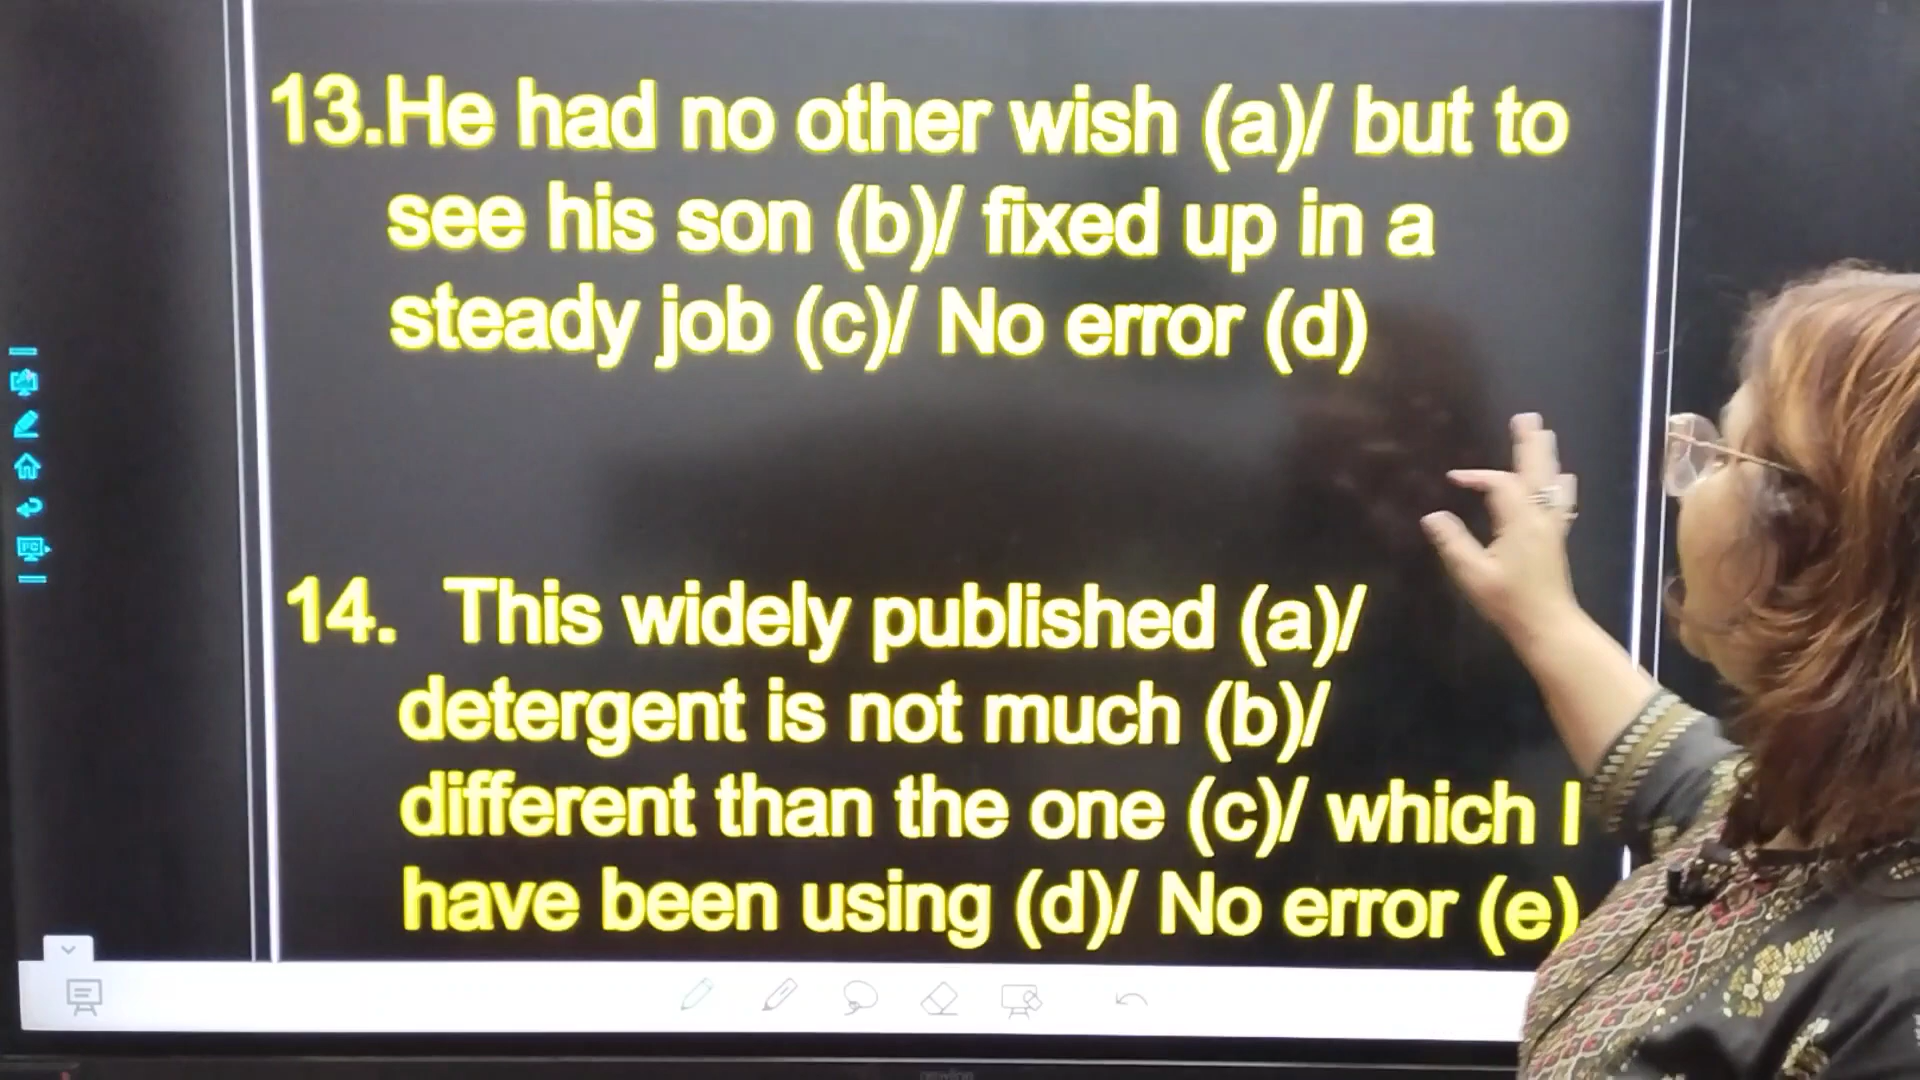 13.He had no other wish (a)/ but to
see his son (b)/ fixed up in a
steady job (c)/ No error (d)
14. This widely published (a)/
detergent is not much (b)/
different than the one (c)/ which I
have been using (d)/ No error (e)
PC